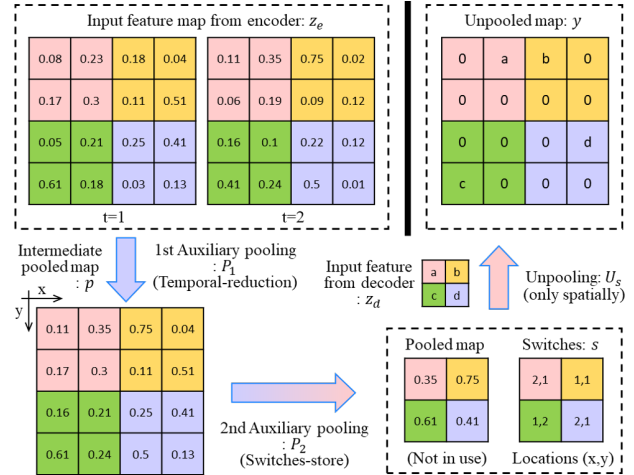 Input feature map from encoder: z_e
0.08 0.23 0.18 0.04
0.17 0.3 0.11 0.51
0.05 0.21 0.25 0.41
0.61 0.18 0.03 0.13
t=1
0.11 0.35 0.75 0.02
0.06 0.19 0.09 0.12
0.16 0.1 0.22 0.12
0.41 0.24 0.5 0.01
t=2
Unpooled map: y
0 a b 0
0 0 0 0
0 0 0 d
c 0 0 0
Intermediate
pooled map
: p
1st Auxiliary pooling
: P_1
(Temporal-reduction)
Input feature
from decoder
: z_d
a b
c d
Unpooling: U_s
(only spatially)
x
y
0.11 0.35 0.75 0.04
0.17 0.3 0.11 0.51
0.16 0.21 0.25 0.41
0.61 0.24 0.5 0.13
2nd Auxiliary pooling
: P_2
(Switches-store)
Pooled map
0.35 0.75
0.61 0.41
(Not in use)
Switches: s
2,1 1,1
1,2 2,1
Locations (x,y)